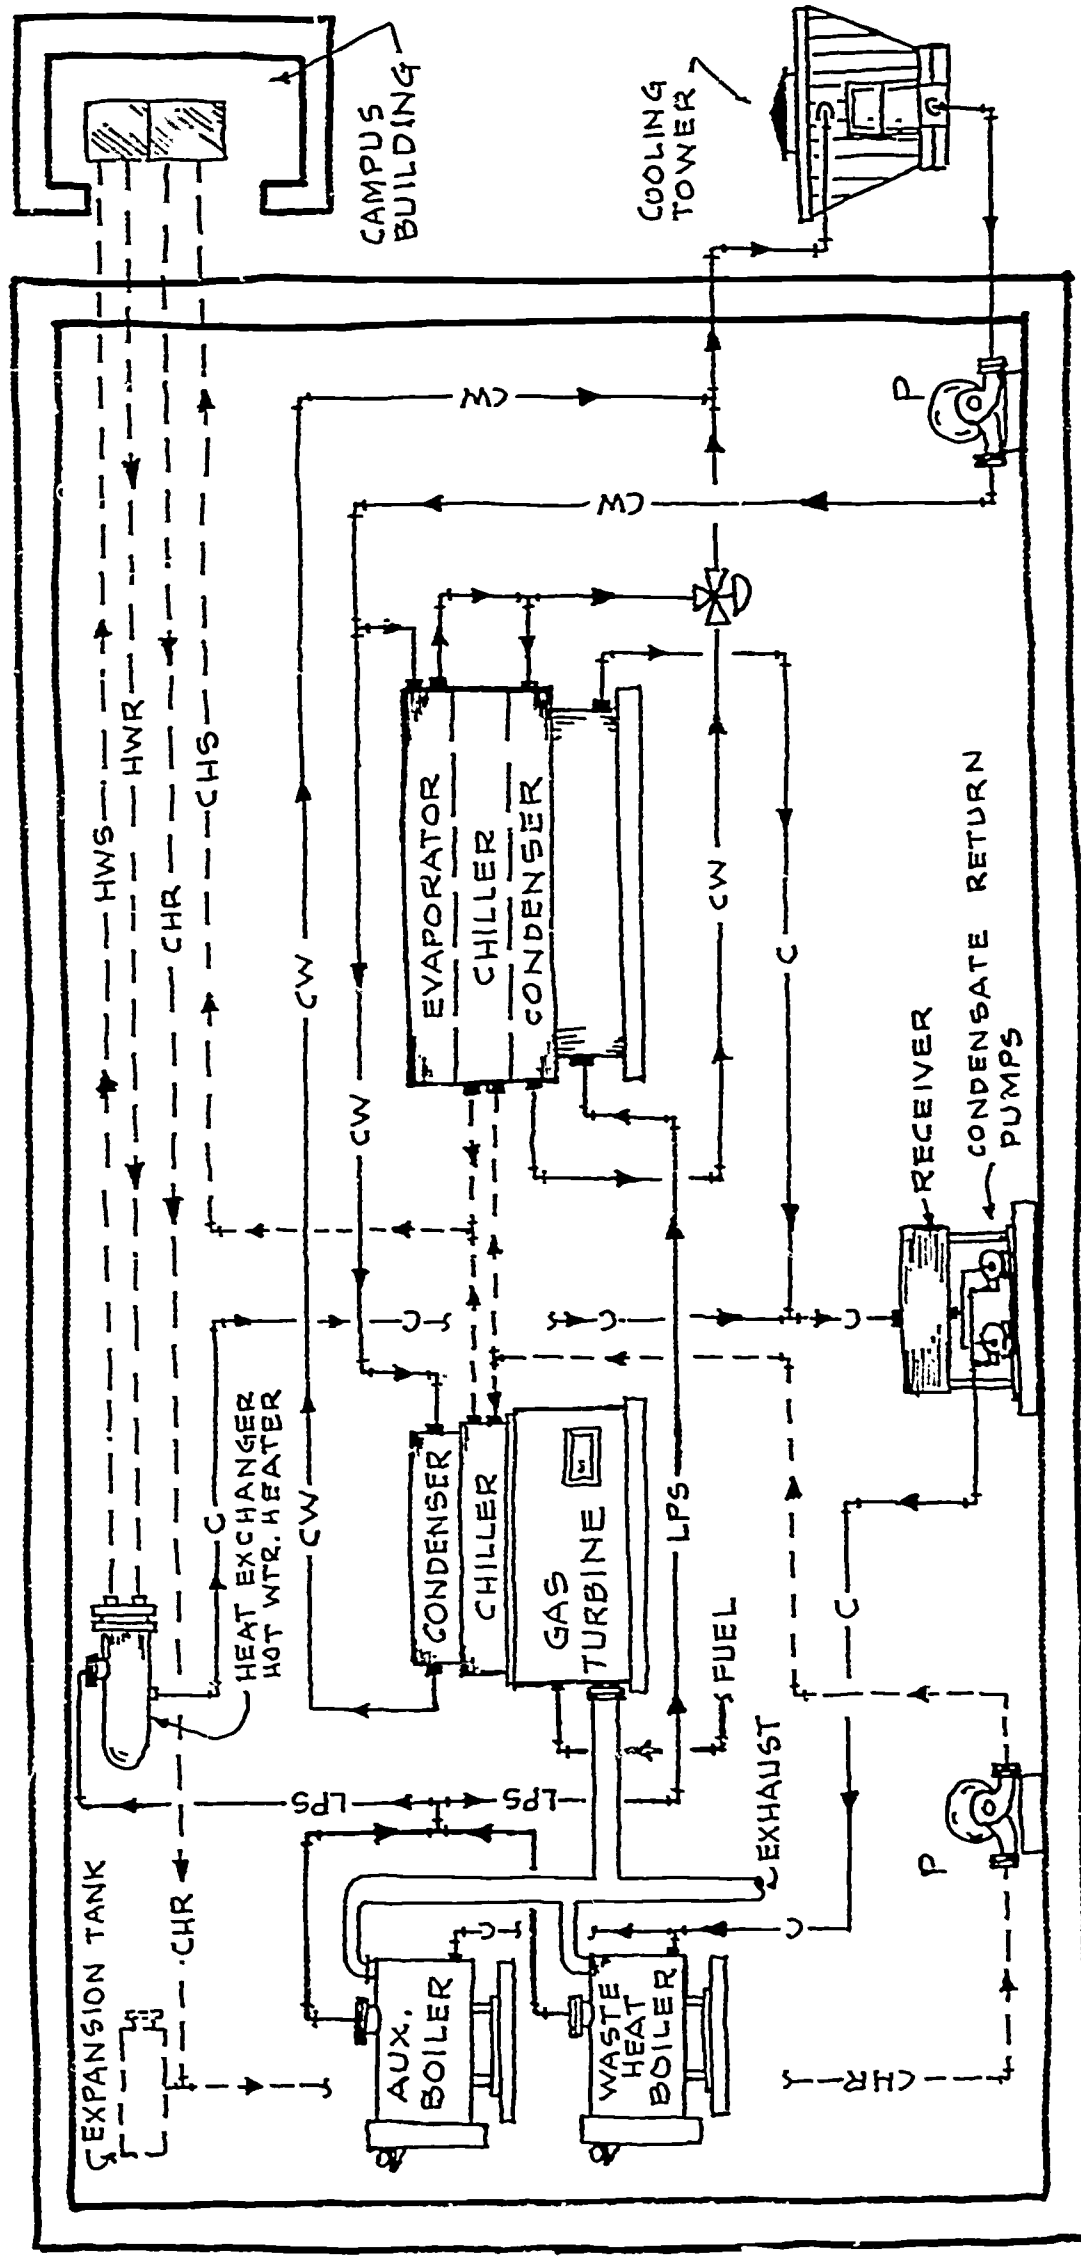 EXPANSION TANK
CHR
HEAT EXCHANGER
HOT WTR. HEATER
C
HWS
HWR
CHR
CHS
CAMPUS
BUILDING
LPS
LPS
CW
CW
CW
CW
CW
C
C
C
AUX.
BOILER
C
WASTE
HEAT
BOILER
C
EXHAUST
FUEL
CONDENSER
CHILLER
GAS
TURBINE
LPS
EVAPORATOR
CHILLER
CONDENSER
CW
C
COOLING
TOWER
P
CHR
P
C
RECEIVER
CONDENSATE RETURN
PUMPS